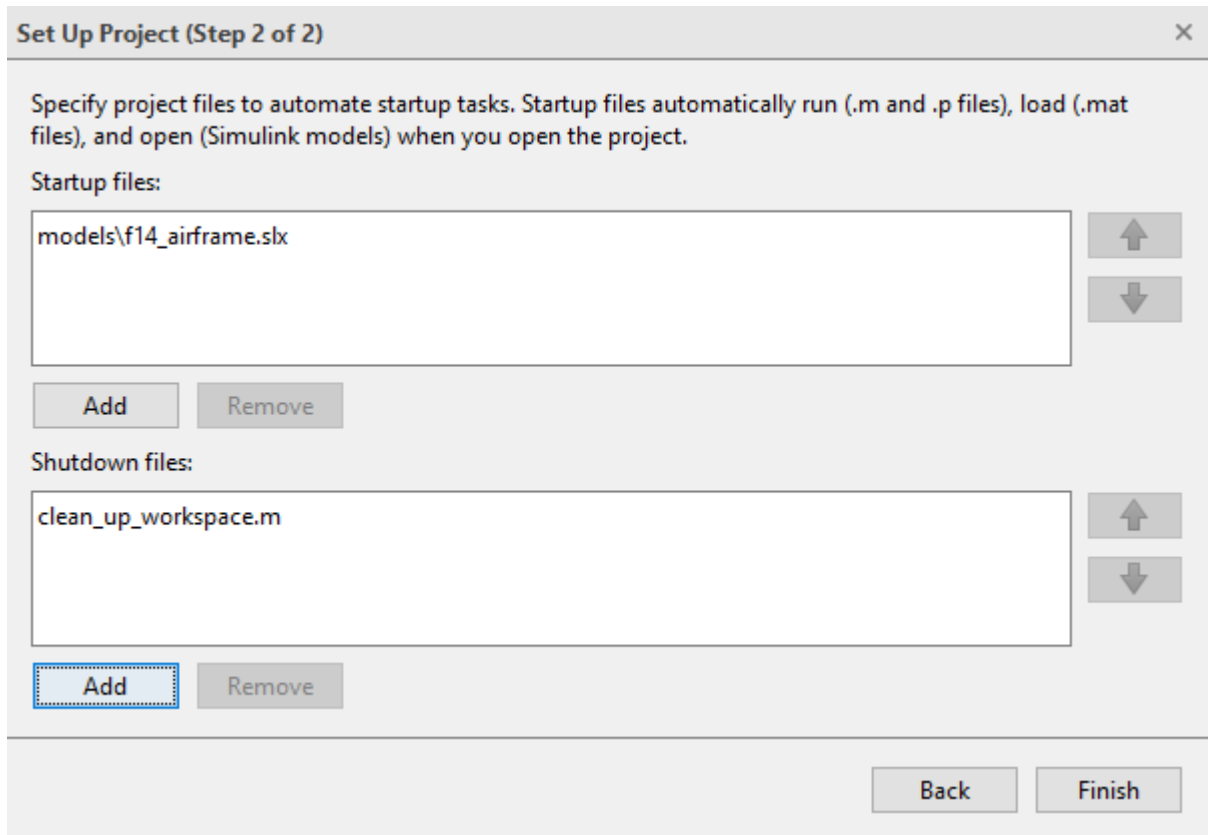 Set Up Project (Step 2 of 2)
Specify project files to automate startup tasks. Startup files automatically run (.m and .p files), load (.mat
files), and open (Simulink models) when you open the project.
Startup files:
models\f14_airframe.slx
Add
Remove
Shutdown files:
clean_up_workspace.m
Add
Remove
Back
Finish